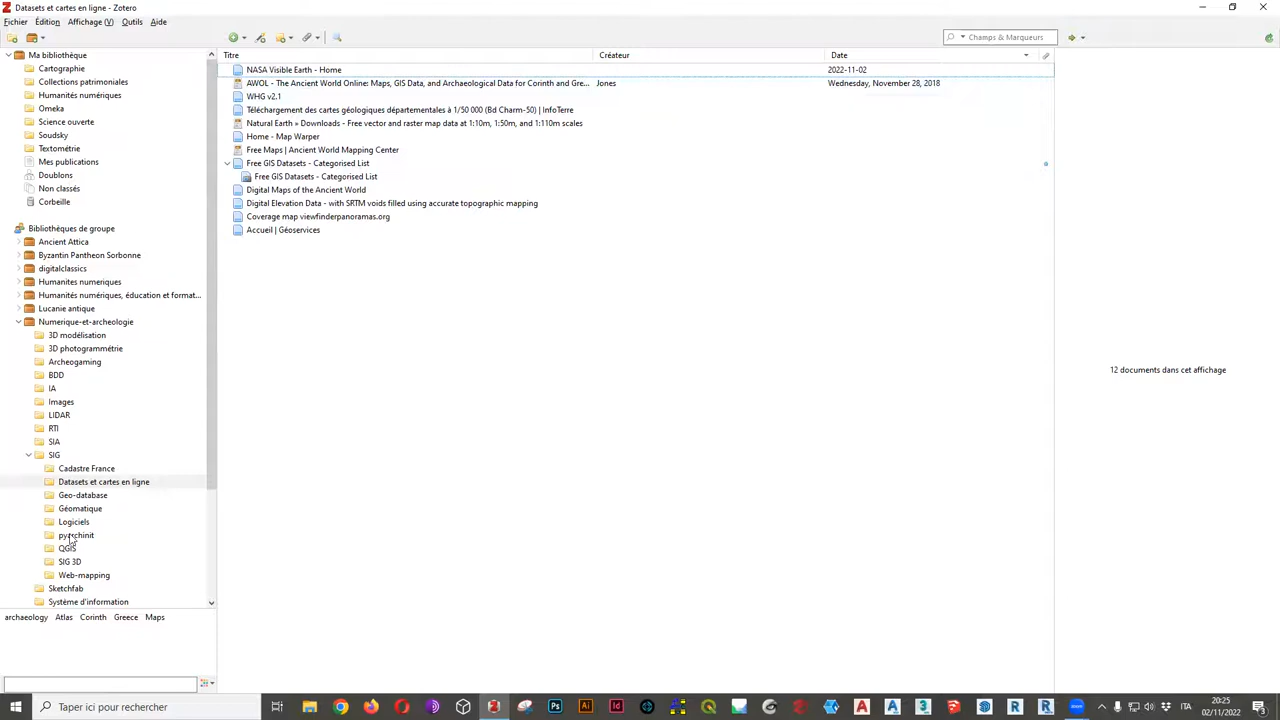 Datasets et cartes en ligne - Zotero
Fichier Édition Affichage (V) Outils Aide
Champs & Marqueurs
Ma bibliothèque
Cartographie
Collections patrimoniales
Humanités numériques
Omeka
Science ouverte
Soudsky
Textométrie
Mes publications
Doublons
Non classés
Corbeille
Bibliothèques de groupe
Ancient Attica
Byzantin Pantheon Sorbonne
digitalclassics
Humanites numeriques
Humanités numériques, éducation et format...
Lucanie antique
Numerique-et-archeologie
3D modélisation
3D photogrammétrie
Archeogaming
BDD
IA
Images
LIDAR
RTI
SIA
SIG
Cadastre France
Datasets et cartes en ligne
Geo-database
Géomatique
Logiciels
pyarchinit
QGIS
SIG 3D
Web-mapping
Sketchfab
Système d'information
archaeology Atlas Corinth Greece Maps
Titre Créateur Date
NASA Visible Earth - Home 2022-11-02
AWOL - The Ancient World Online: Maps, GIS Data, and Archaeological Data for Corinth and Gre... Jones Wednesday, November 28, 2018
WHG v2.1
Téléchargement des cartes géologiques départementales à 1/50 000 (Bd Charm-50) | InfoTerre
Natural Earth » Downloads - Free vector and raster map data at 1:10m, 1:50m, and 1:110m scales
Home - Map Warper
Free Maps | Ancient World Mapping Center
Free GIS Datasets - Categorised List
Free GIS Datasets - Categorised List
Digital Maps of the Ancient World
Digital Elevation Data - with SRTM voids filled using accurate topographic mapping
Coverage map viewfinderpanoramas.org
Accueil | Géoservices
12 documents dans cet affichage
Taper ici pour rechercher
ITA
20:25
02/11/2022